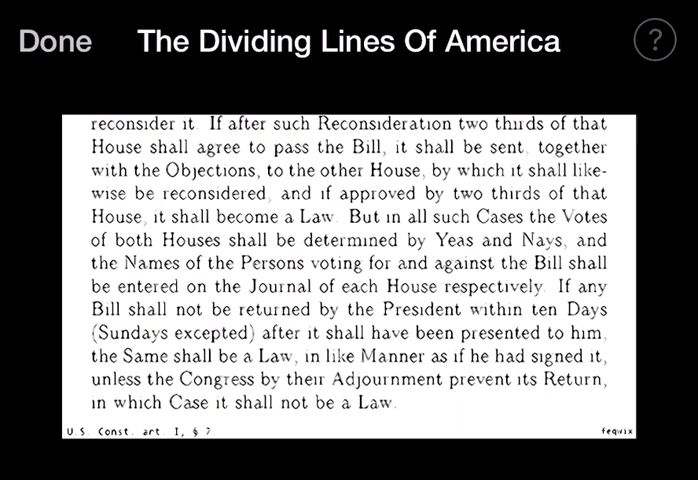 Done
The Dividing Lines Of America
?
reconsider it. If after such Reconsideration two thirds of that
House shall agree to pass the Bill, it shall be sent, together
with the Objections, to the other House, by which it shall like-
wise be reconsidered, and if approved by two thirds of that
House, it shall become a Law. But in all such Cases the Votes
of both Houses shall be determined by Yeas and Nays, and
the Names of the Persons voting for and against the Bill shall
be entered on the Journal of each House respectively. If any
Bill shall not be returned by the President within ten Days
(Sundays excepted) after it shall have been presented to him,
the Same shall be a Law, in like Manner as if he had signed it,
unless the Congress by their Adjournment prevent its Return,
in which Case it shall not be a Law.
U.S. Const. art. I, § 7
feqwix